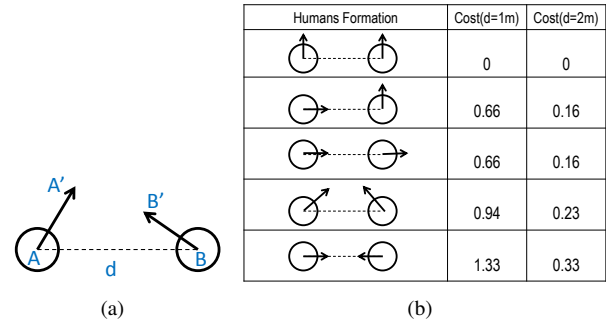 A’
B’
A
B
d
(a)
Humans Formation Cost(d=1m) Cost(d=2m)
0 0
0.66 0.16
0.66 0.16
0.94 0.23
1.33 0.33
(b)